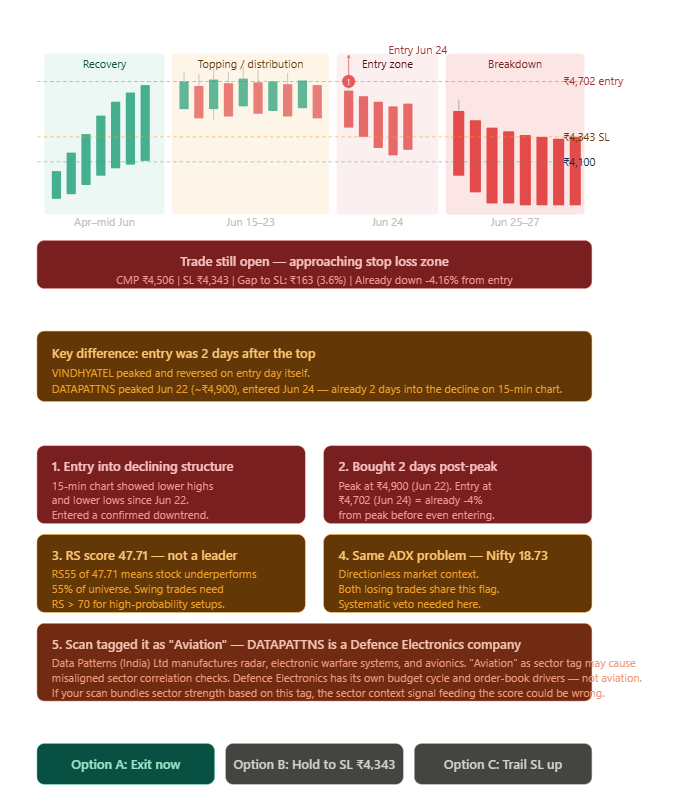 Entry Jun 24
Recovery
Topping / distribution
Entry zone
Breakdown
!
₹4,702 entry
₹4,343 SL
₹4,100
Apr–mid Jun
Jun 15–23
Jun 24
Jun 25–27
Trade still open — approaching stop loss zone
CMP ₹4,506 | SL ₹4,343 | Gap to SL: ₹163 (3.6%) | Already down -4.16% from entry
Key difference: entry was 2 days after the top
VINDHYATEL peaked and reversed on entry day itself.
DATAPATTNS peaked Jun 22 (~₹4,900), entered Jun 24 — already 2 days into the decline on 15-min chart.
1. Entry into declining structure
15-min chart showed lower highs
and lower lows since Jun 22.
Entered a confirmed downtrend.
2. Bought 2 days post-peak
Peak at ₹4,900 (Jun 22). Entry at
₹4,702 (Jun 24) = already -4%
from peak before even entering.
3. RS score 47.71 — not a leader
RS55 of 47.71 means stock underperforms
55% of universe. Swing trades need
RS > 70 for high-probability setups.
4. Same ADX problem — Nifty 18.73
Directionless market context.
Both losing trades share this flag.
Systematic veto needed here.
5. Scan tagged it as "Aviation" — DATAPATTNS is a Defence Electronics company
Data Patterns (India) Ltd manufactures radar, electronic warfare systems, and avionics. "Aviation" as sector tag may cause
misaligned sector correlation checks. Defence Electronics has its own budget cycle and order-book drivers — not aviation.
If your scan bundles sector strength based on this tag, the sector context signal feeding the score could be wrong.
Option A: Exit now
Option B: Hold to SL ₹4,343
Option C: Trail SL up